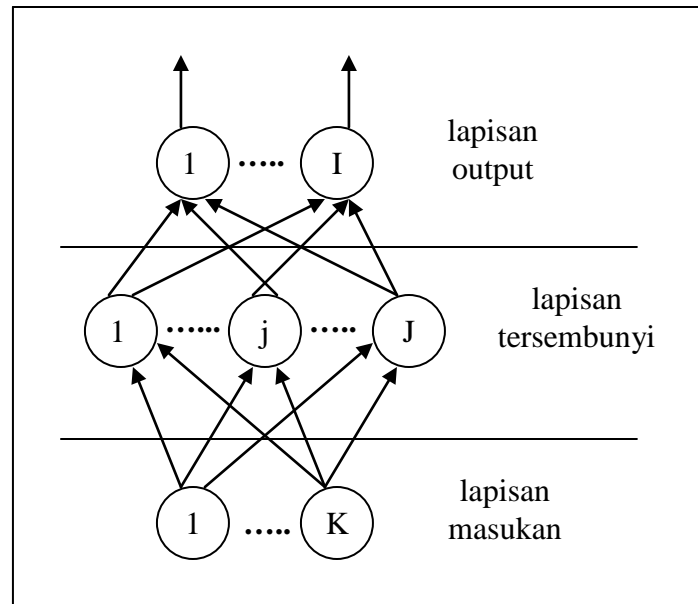 1 ..... I
lapisan
output
1 ...... j ..... J
lapisan
tersembunyi
1 ..... K
lapisan
masukan